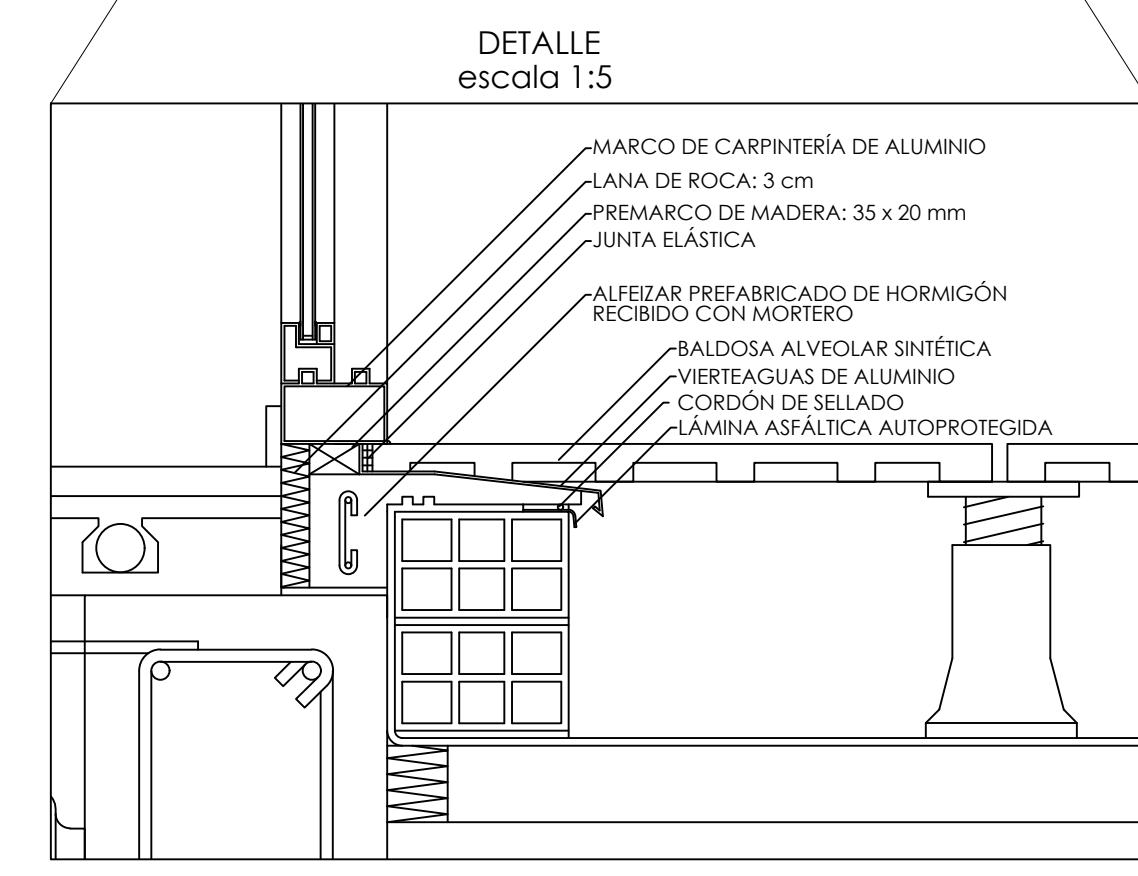 DETALLE
escala 1:5
MARCO DE CARPINTERÍA DE ALUMINIO
LANA DE ROCA: 3 cm
PREMARCO DE MADERA: 35 x 20 mm
JUNTA ELÁSTICA
ALFEIZAR PREFABRICADO DE HORMIGÓN
RECIBIDO CON MORTERO
BALDOSA ALVEOLAR SINTÉTICA
VIERTEAGUAS DE ALUMINIO
CORDÓN DE SELLADO
LÁMINA ASFÁLTICA AUTOPROTEGIDA